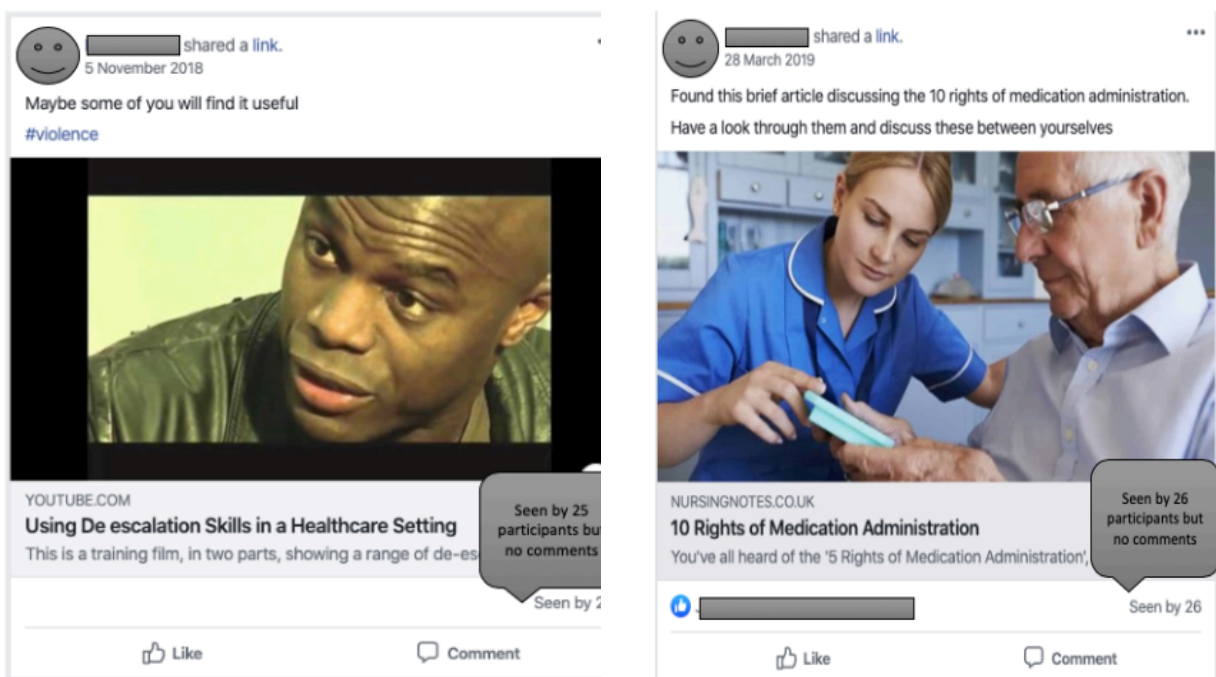 shared a link.
5 November 2018
Maybe some of you will find it useful
#violence
YOUTUBE.COM
Using De escalation Skills in a Healthcare Setting
This is a training film, in two parts, showing a range of
Seen by 25
participants
no comments
Seen by
Like
Comment
shared a link.
28 March 2019
Found this brief article discussing the 10 rights of medication administration.
Have a look through them and discuss these between yourselves
NURSINGNOTES.CO.UK
10 Rights of Medication Administration
You've all heard of the '5 Rights of Medication Administration',
Seen by 26
participants but
no comments
Seen by 26
Like
Comment